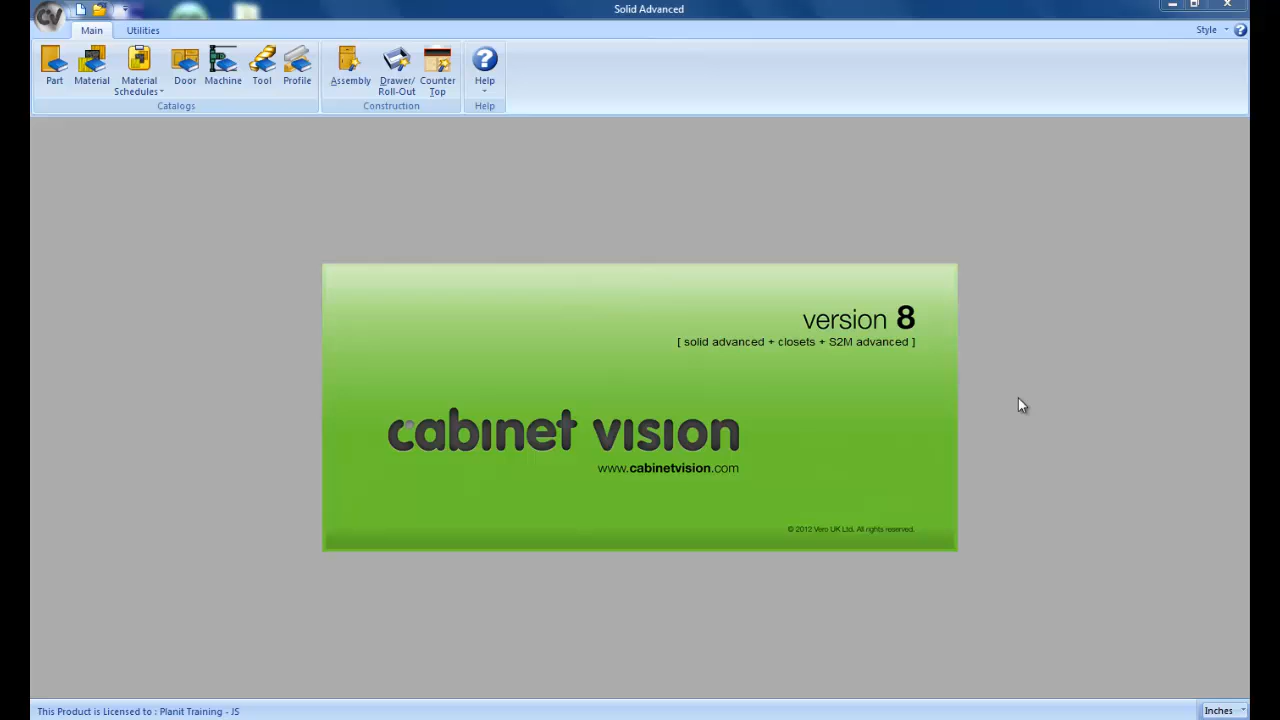 Solid Advanced
Main
Utilities
Style
Part
Material
Material Schedules
Door
Machine
Tool
Profile
Assembly
Drawer/ Roll-Out
Counter Top
Help
Catalogs
Construction
Help
version 8
[ solid advanced + closets + S2M advanced ]
cabinet vision
www.cabinetvision.com
© 2012 Vero UK Ltd. All rights reserved.
This Product is Licensed to : Planit Training - JS
Inches